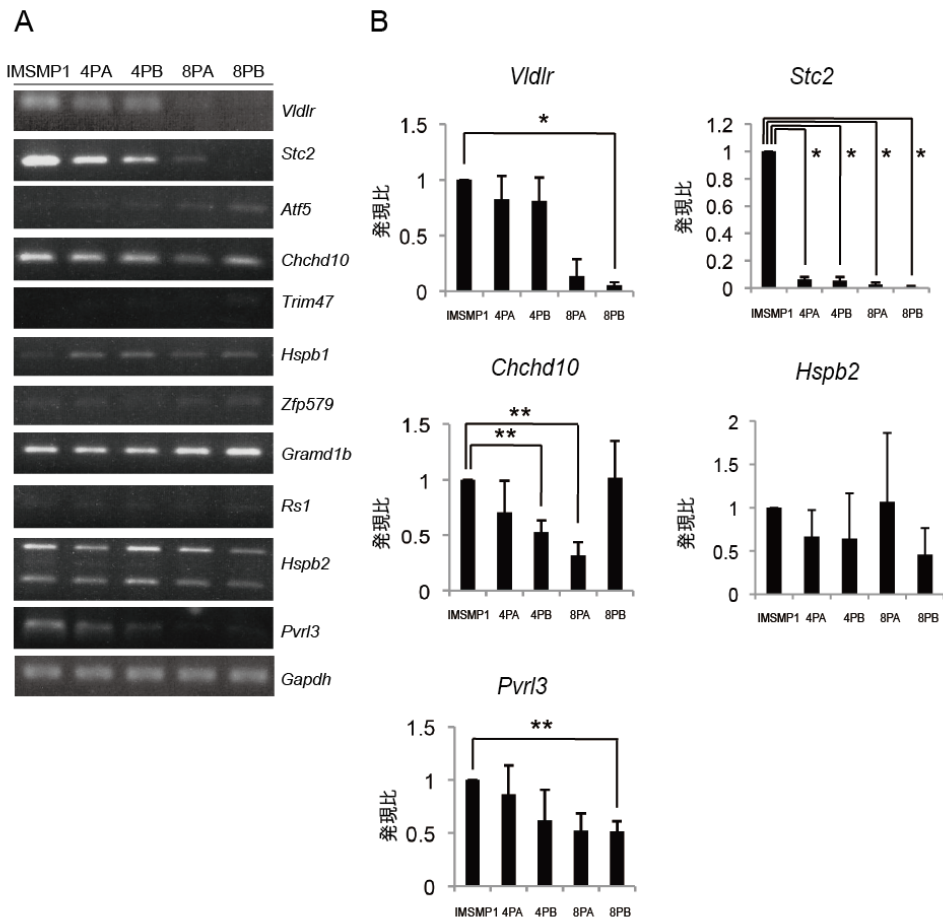 A
IMSMP1 4PA 4PB 8PA 8PB
Vldlr
Stc2
Atf5
Chchd10
Trim47
Hspb1
Zfp579
Gramd1b
Rs1
Hspb2
Pvrl3
Gapdh
B
Vldlr
発現比
1.5
1
0.5
0
*
IMSMP1 4PA 4PB 8PA 8PB
Stc2
発現比
1.2
1
0.8
0.6
0.4
0.2
0
* * * *
IMSMP1 4PA 4PB 8PA 8PB
Chchd10
発現比
1.5
1
0.5
0
**
**
IMSMP1 4PA 4PB 8PA 8PB
Hspb2
発現比
2
1.5
1
0.5
0
IMSMP1 4PA 4PB 8PA 8PB
Pvrl3
発現比
1.5
1
0.5
0
**
IMSMP1 4PA 4PB 8PA 8PB